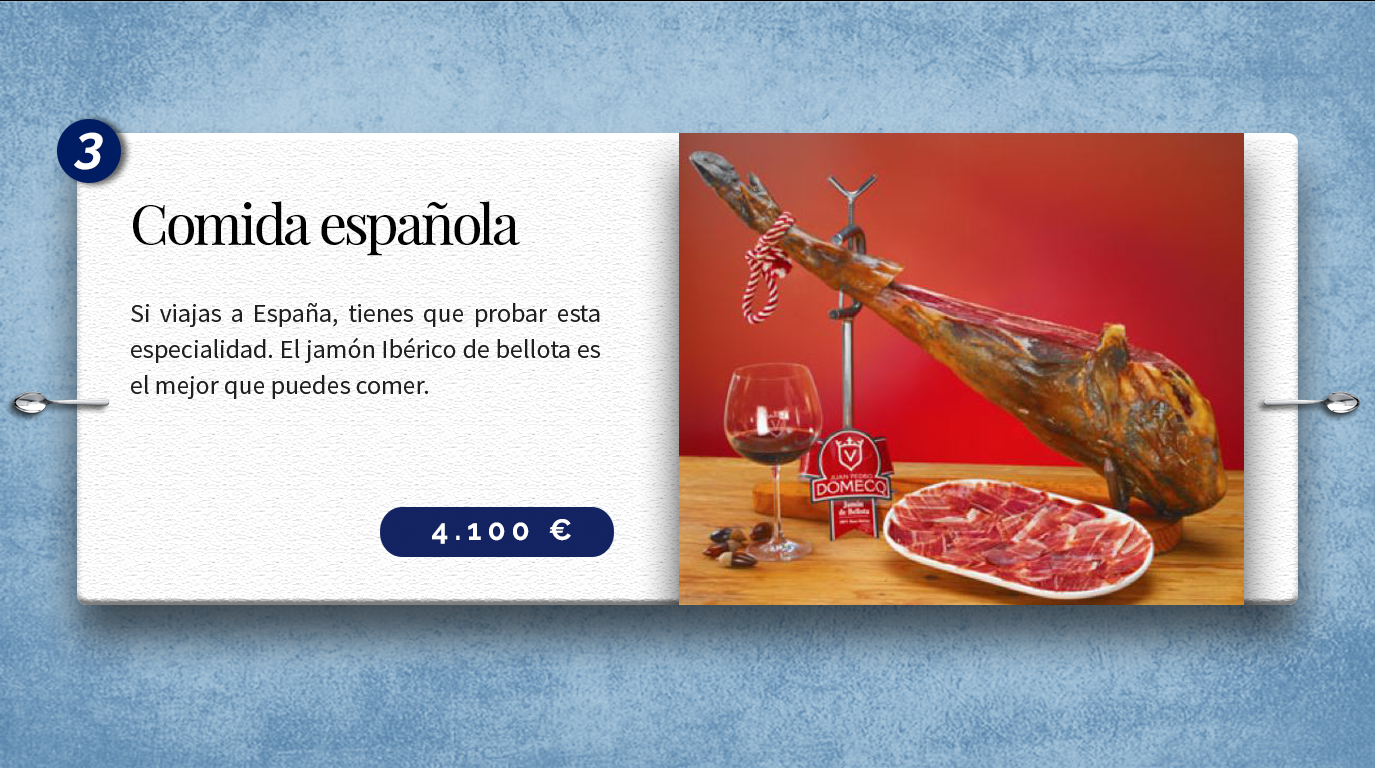 3
Comida española
Si viajas a España, tienes que probar esta
especialidad. El jamón Ibérico de bellota es
el mejor que puedes comer.
4.100 €
V
JUAN PEDRO
DOMECQ
Jamón
de Bellota